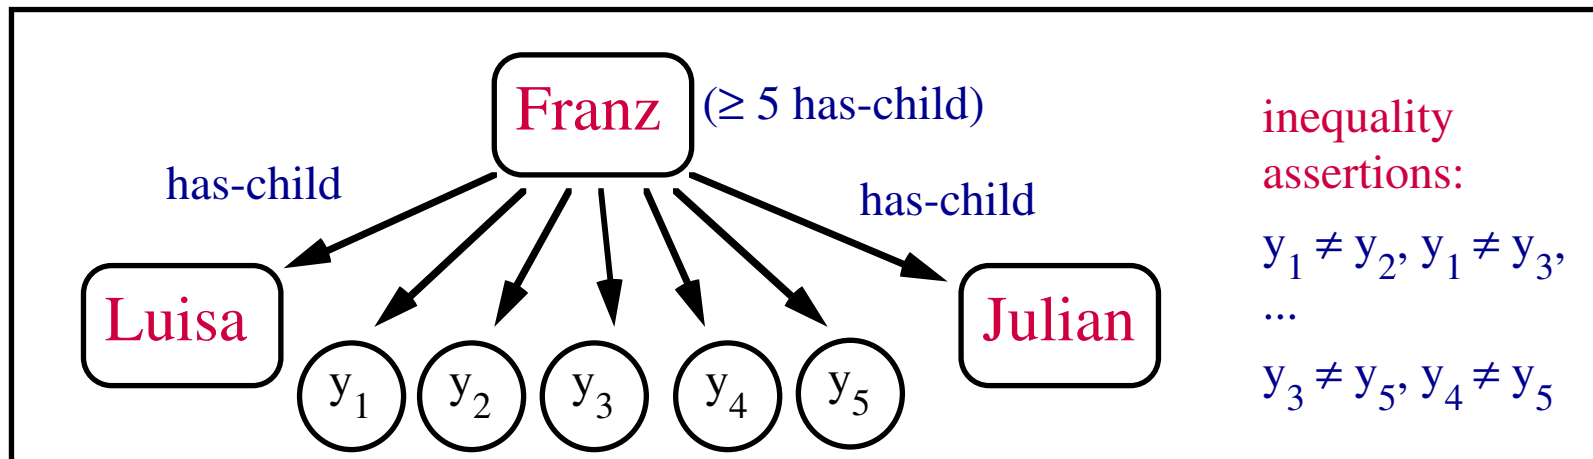 Franz (≥ 5 has-child)
has-child
has-child
Luisa
Julian
y1
y2
y3
y4
y5
inequality
assertions:
y1 ≠ y2, y1 ≠ y3,
...
y3 ≠ y5, y4 ≠ y5